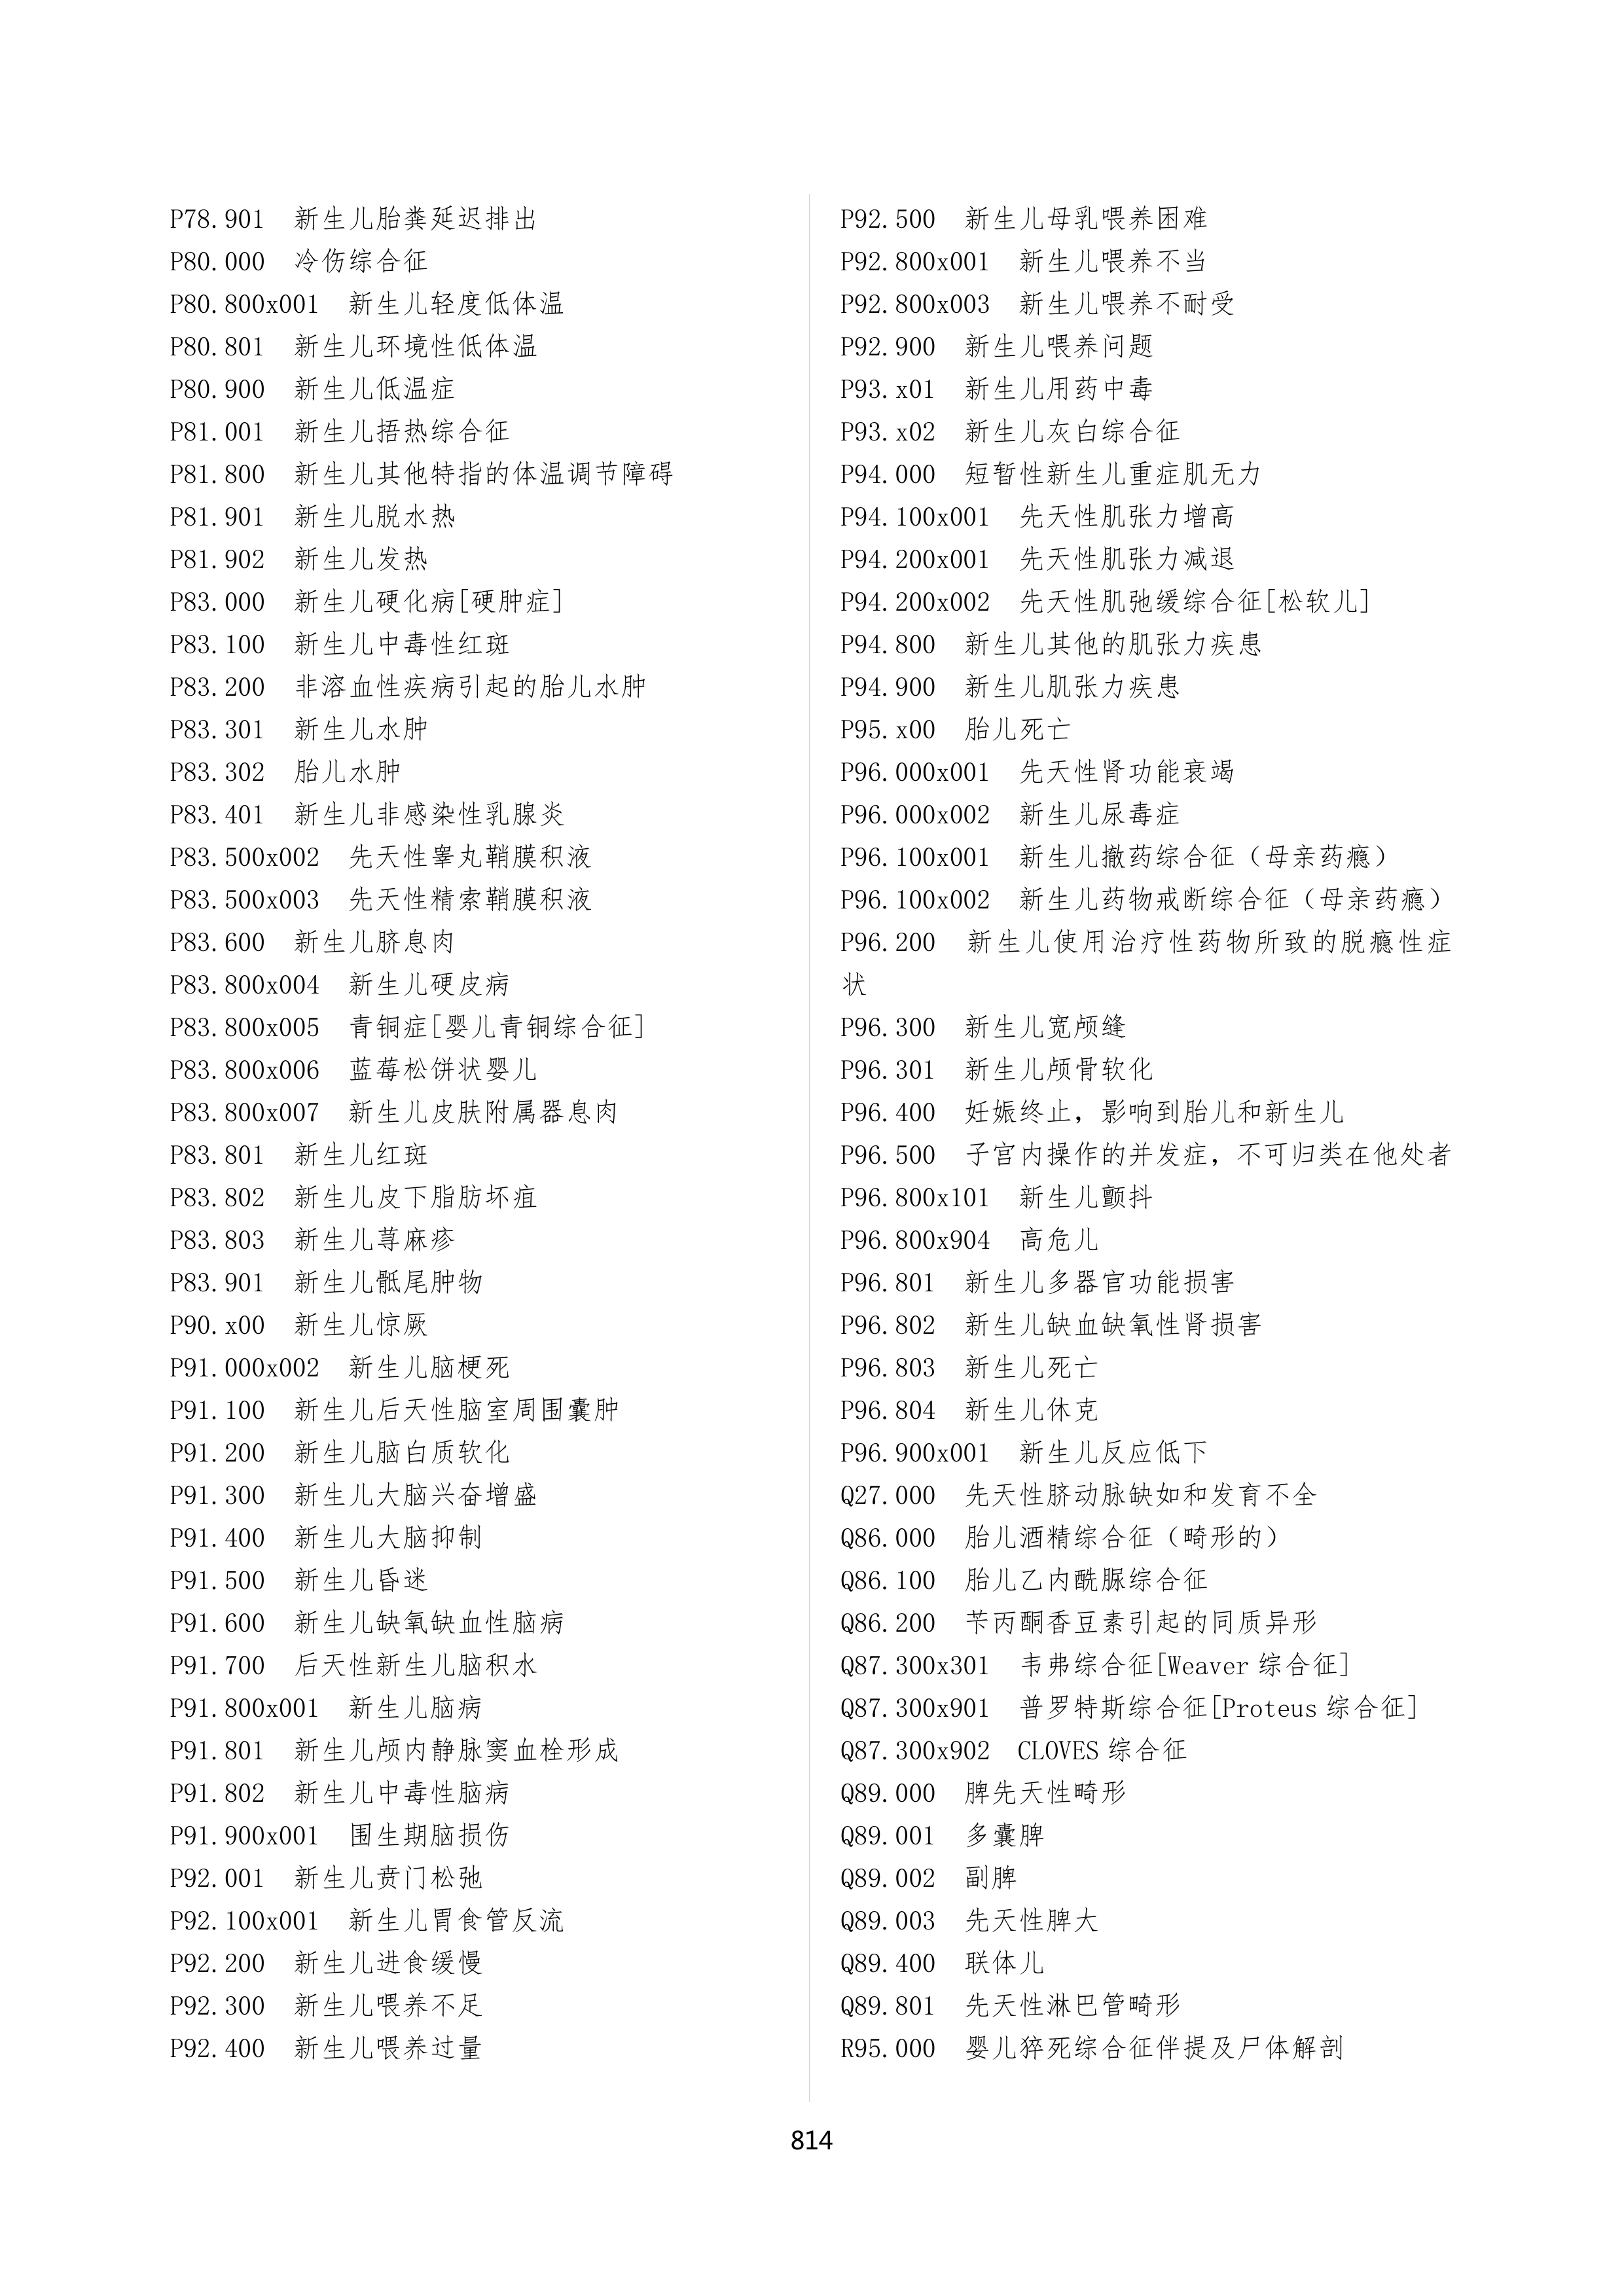 P78.901 新生儿胎粪延迟排出
P80.000 冷伤综合征
P80.800x001 新生儿轻度低体温
P80.801 新生儿环境性低体温
P80.900 新生儿低温症
P81.001 新生儿捂热综合征
P81.800 新生儿其他特指的体温调节障碍
P81.901 新生儿脱水热
P81.902 新生儿发热
P83.000 新生儿硬化病[硬肿症]
P83.100 新生儿中毒性红斑
P83.200 非溶血性疾病引起的胎儿水肿
P83.301 新生儿水肿
P83.302 胎儿水肿
P83.401 新生儿非感染性乳腺炎
P83.500x002 先天性睾丸鞘膜积液
P83.500x003 先天性精索鞘膜积液
P83.600 新生儿脐息肉
P83.800x004 新生儿硬皮病
P83.800x005 青铜症[婴儿青铜综合征]
P83.800x006 蓝莓松饼状婴儿
P83.800x007 新生儿皮肤附属器息肉
P83.801 新生儿红斑
P83.802 新生儿皮下脂肪坏疽
P83.803 新生儿荨麻疹
P83.901 新生儿骶尾肿物
P90.x00 新生儿惊厥
P91.000x002 新生儿脑梗死
P91.100 新生儿后天性脑室周围囊肿
P91.200 新生儿脑白质软化
P91.300 新生儿大脑兴奋增盛
P91.400 新生儿大脑抑制
P91.500 新生儿昏迷
P91.600 新生儿缺氧缺血性脑病
P91.700 后天性新生儿脑积水
P91.800x001 新生儿脑病
P91.801 新生儿颅内静脉窦血栓形成
P91.802 新生儿中毒性脑病
P91.900x001 围生期脑损伤
P92.001 新生儿贲门松弛
P92.100x001 新生儿胃食管反流
P92.200 新生儿进食缓慢
P92.300 新生儿喂养不足
P92.400 新生儿喂养过量
P92.500 新生儿母乳喂养困难
P92.800x001 新生儿喂养不当
P92.800x003 新生儿喂养不耐受
P92.900 新生儿喂养问题
P93.x01 新生儿用药中毒
P93.x02 新生儿灰白综合征
P94.000 短暂性新生儿重症肌无力
P94.100x001 先天性肌张力增高
P94.200x001 先天性肌张力减退
P94.200x002 先天性肌弛缓综合征[松软儿]
P94.800 新生儿其他的肌张力疾患
P94.900 新生儿肌张力疾患
P95.x00 胎儿死亡
P96.000x001 先天性肾功能衰竭
P96.000x002 新生儿尿毒症
P96.100x001 新生儿撤药综合征（母亲药瘾）
P96.100x002 新生儿药物戒断综合征（母亲药瘾）
P96.200 新生儿使用治疗性药物所致的脱瘾性症
状
P96.300 新生儿宽颅缝
P96.301 新生儿颅骨软化
P96.400 妊娠终止，影响到胎儿和新生儿
P96.500 子宫内操作的并发症，不可归类在他处者
P96.800x101 新生儿颤抖
P96.800x904 高危儿
P96.801 新生儿多器官功能损害
P96.802 新生儿缺血缺氧性肾损害
P96.803 新生儿死亡
P96.804 新生儿休克
P96.900x001 新生儿反应低下
Q27.000 先天性脐动脉缺如和发育不全
Q86.000 胎儿酒精综合征（畸形的）
Q86.100 胎儿乙内酰脲综合征
Q86.200 苄丙酮香豆素引起的同质异形
Q87.300x301 韦弗综合征[Weaver 综合征]
Q87.300x901 普罗特斯综合征[Proteus 综合征]
Q87.300x902 CLOVES 综合征
Q89.000 脾先天性畸形
Q89.001 多囊脾
Q89.002 副脾
Q89.003 先天性脾大
Q89.400 联体儿
Q89.801 先天性淋巴管畸形
R95.000 婴儿猝死综合征伴提及尸体解剖
814